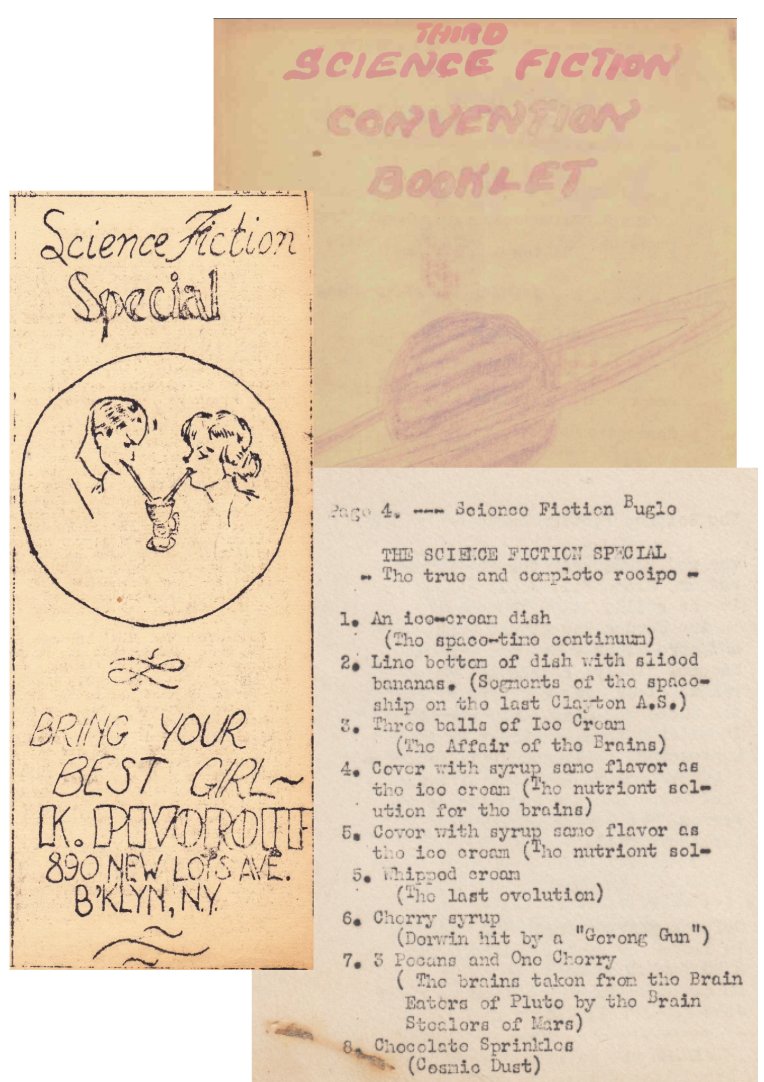 THIRD
SCIENCE FICTION
CONVENTION
BOOKLET
Science Fiction
Special
BRING YOUR
BEST GIRL~
K. PIVOROFF
890 NEW LOTS AVE.
B'KLYN, N.Y.
Page 4. --- Science Fiction Bugle
THE SCIENCE FICTION SPECIAL
- The true and complete recipe -
1. An ice-cream dish
(The space-time continuum)
2. Line bottom of dish with sliced
bananas. (Segments of the space-
ship on the last Clayton A.S.)
3. Three balls of Ice Cream
(The Affair of the Brains)
4. Cover with syrup same flavor as
the ice cream (The nutrient sol-
ution for the brains)
5. Cover with syrup same flavor as
the ice cream (The nutrient sol-
5. Whipped cream
(The last evolution)
6. Cherry syrup
(Dorwin hit by a "Gorong Gun")
7. 3 Pecans and One Cherry
( The brains taken from the Brain
Eaters of Pluto by the Brain
Stealers of Mars)
8. Chocolate Sprinkles
(Cosmic Dust)